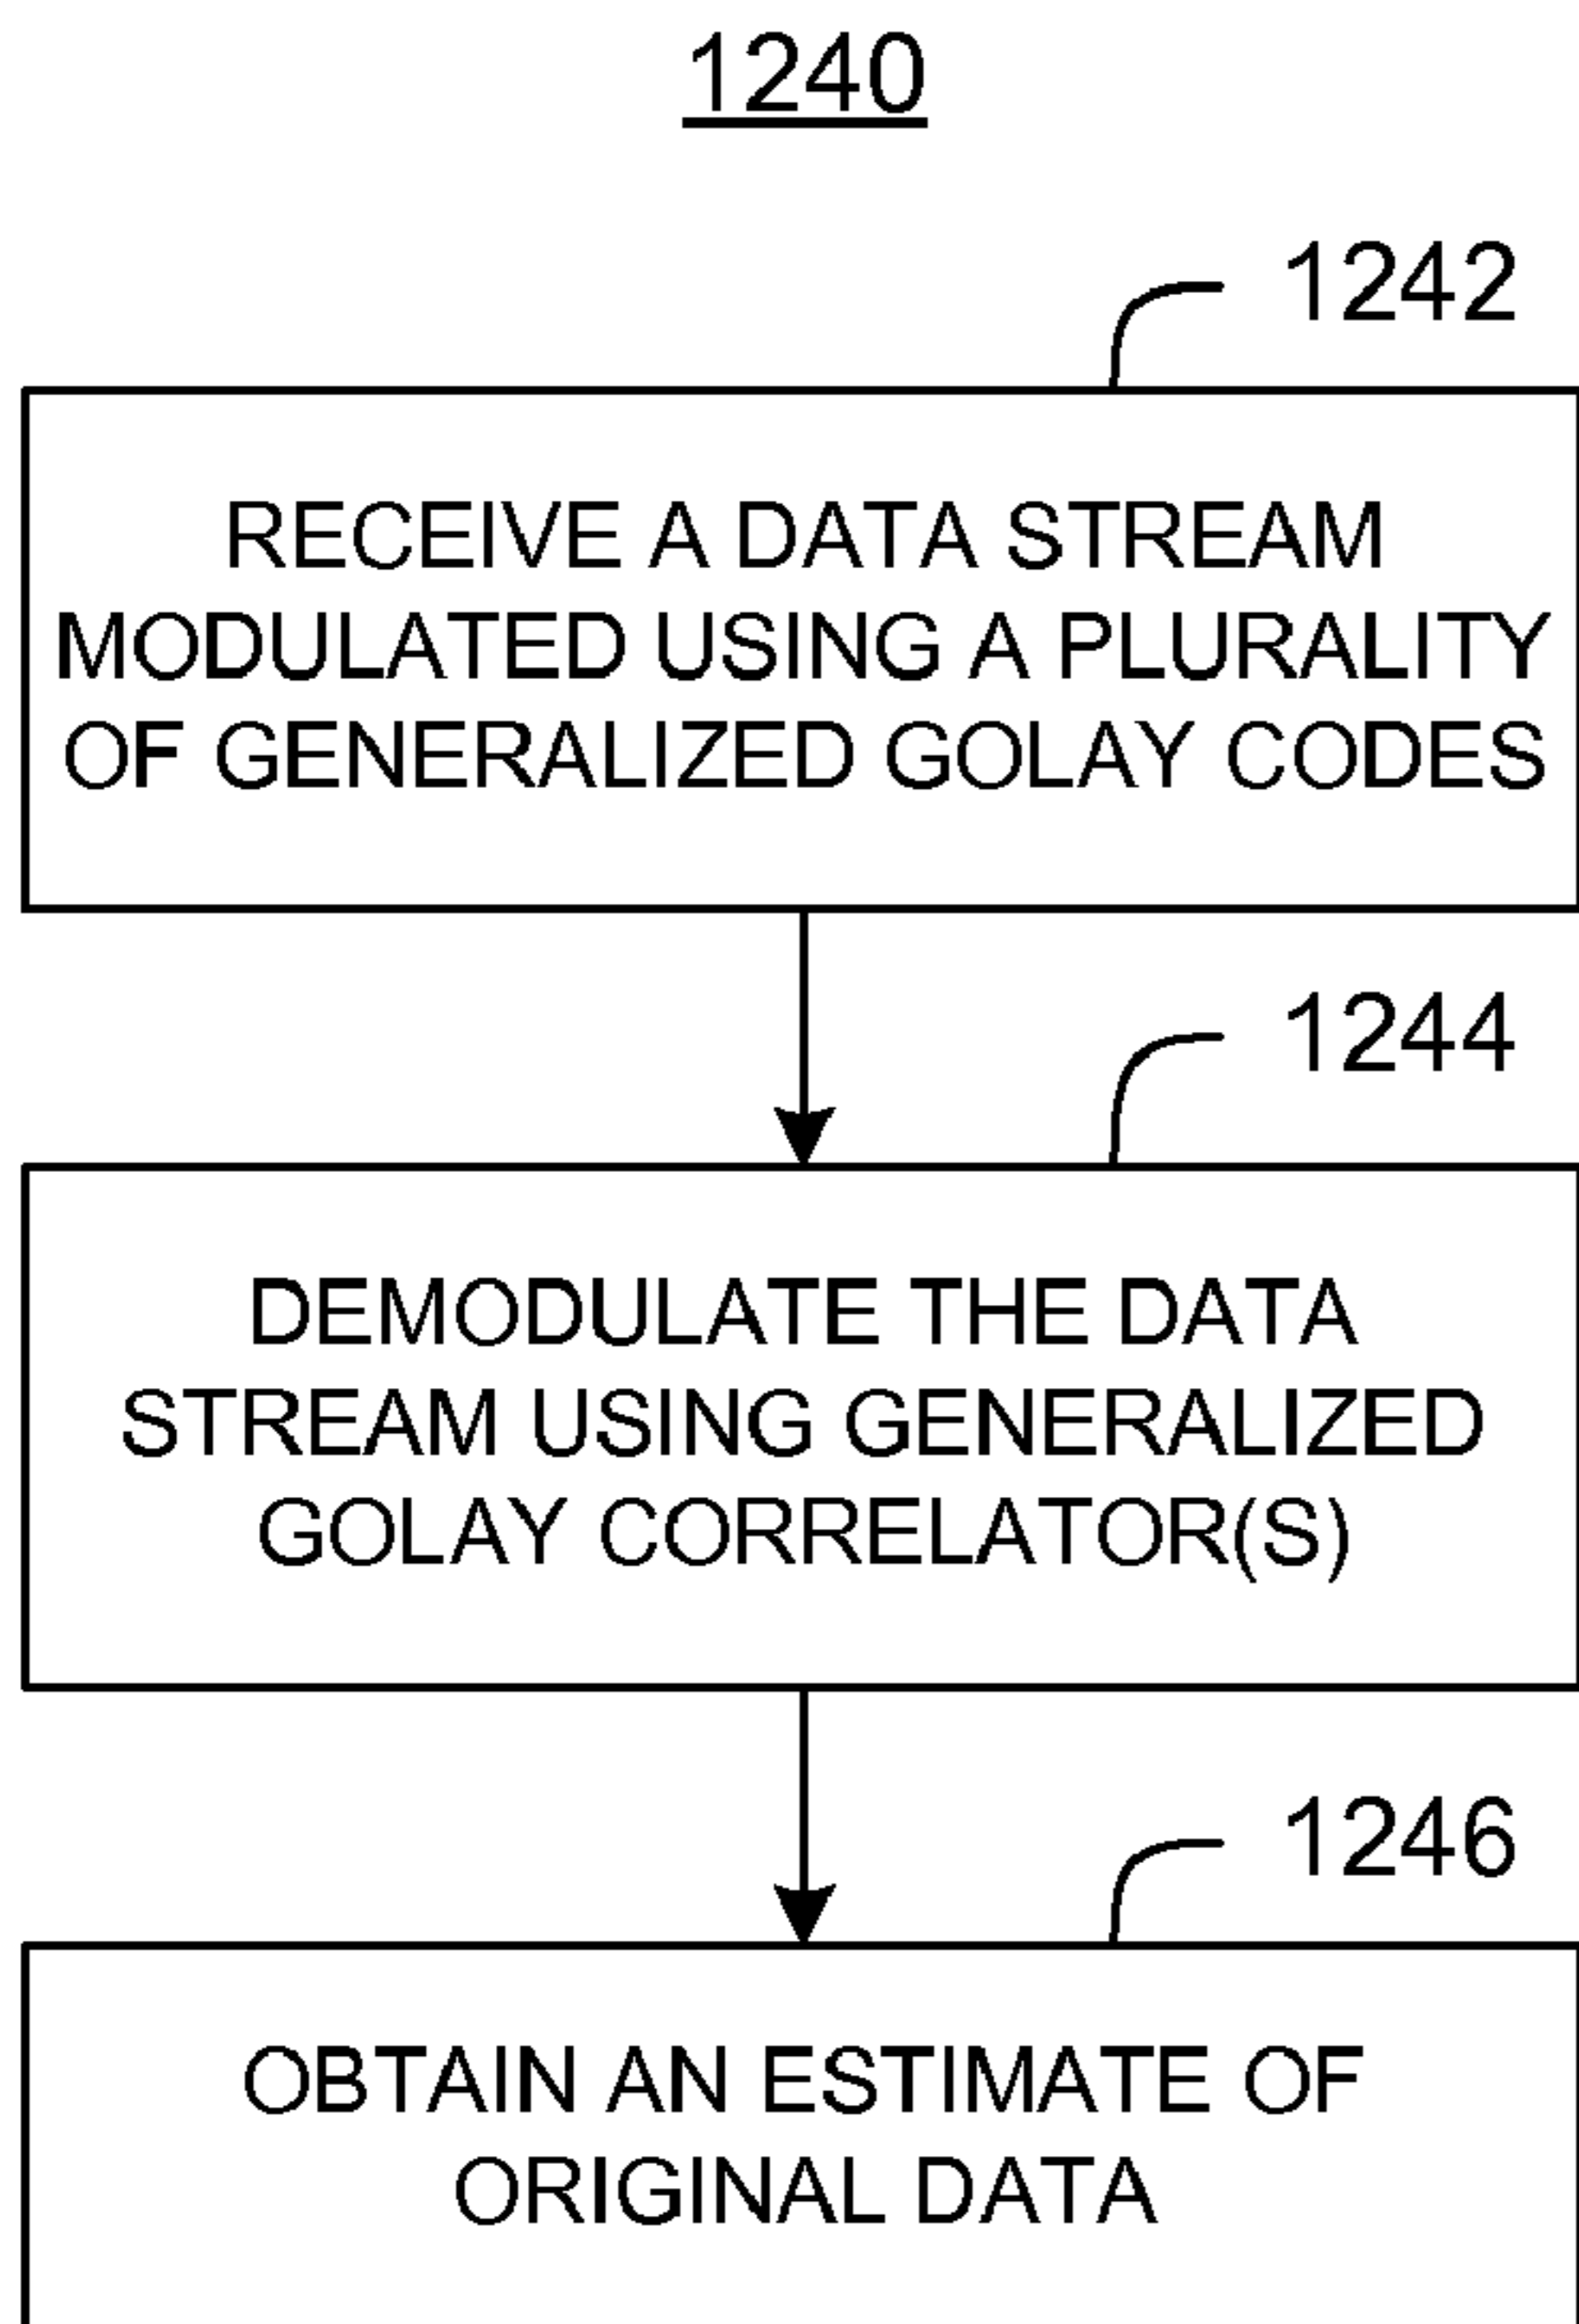 1240
1242
RECEIVE A DATA STREAM
MODULATED USING A PLURALITY
OF GENERALIZED GOLAY CODES
1244
DEMODULATE THE DATA
STREAM USING GENERALIZED
GOLAY CORRELATOR(S)
1246
OBTAIN AN ESTIMATE OF
ORIGINAL DATA